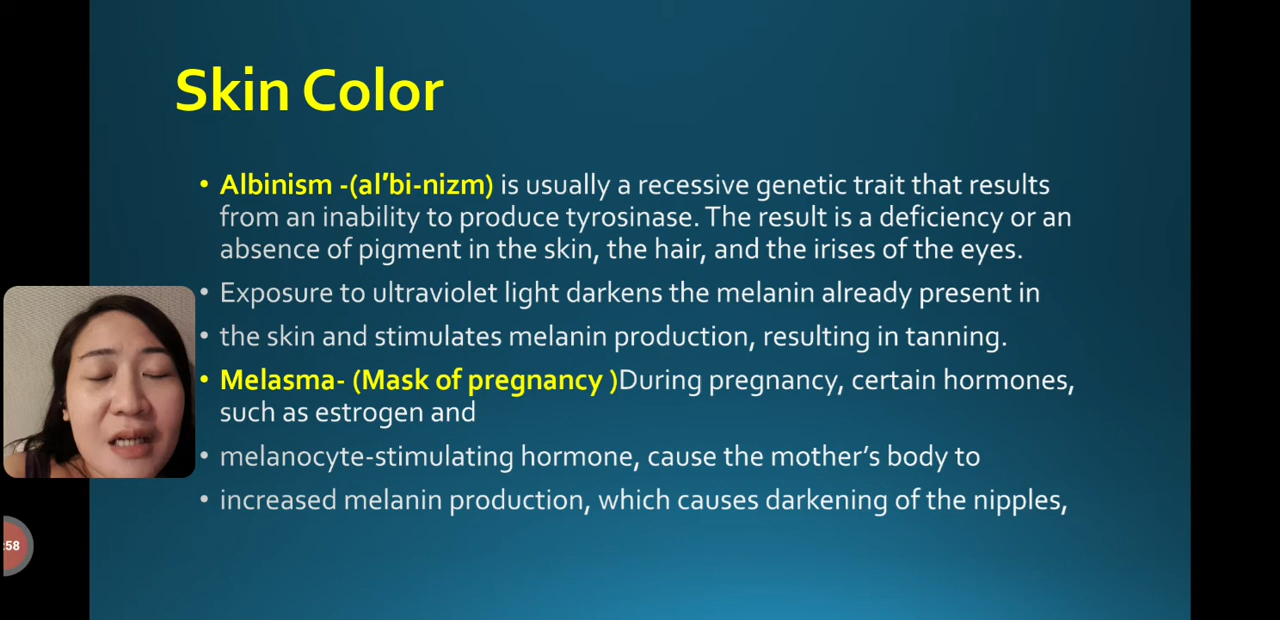 Skin Color
• Albinism -(al′bi-nizm) is usually a recessive genetic trait that results
from an inability to produce tyrosinase. The result is a deficiency or an
absence of pigment in the skin, the hair, and the irises of the eyes.
• Exposure to ultraviolet light darkens the melanin already present in
• the skin and stimulates melanin production, resulting in tanning.
• Melasma- (Mask of pregnancy )During pregnancy, certain hormones,
such as estrogen and
• melanocyte-stimulating hormone, cause the mother’s body to
• increased melanin production, which causes darkening of the nipples,
:58